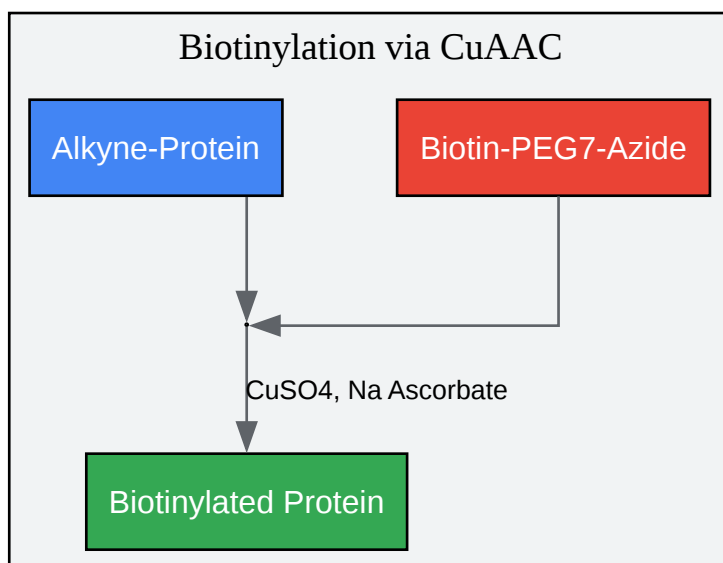 Biotinylation via CuAAC
Alkyne-Protein
Biotin-PEG7-Azide
CuSO4, Na Ascorbate
Biotinylated Protein